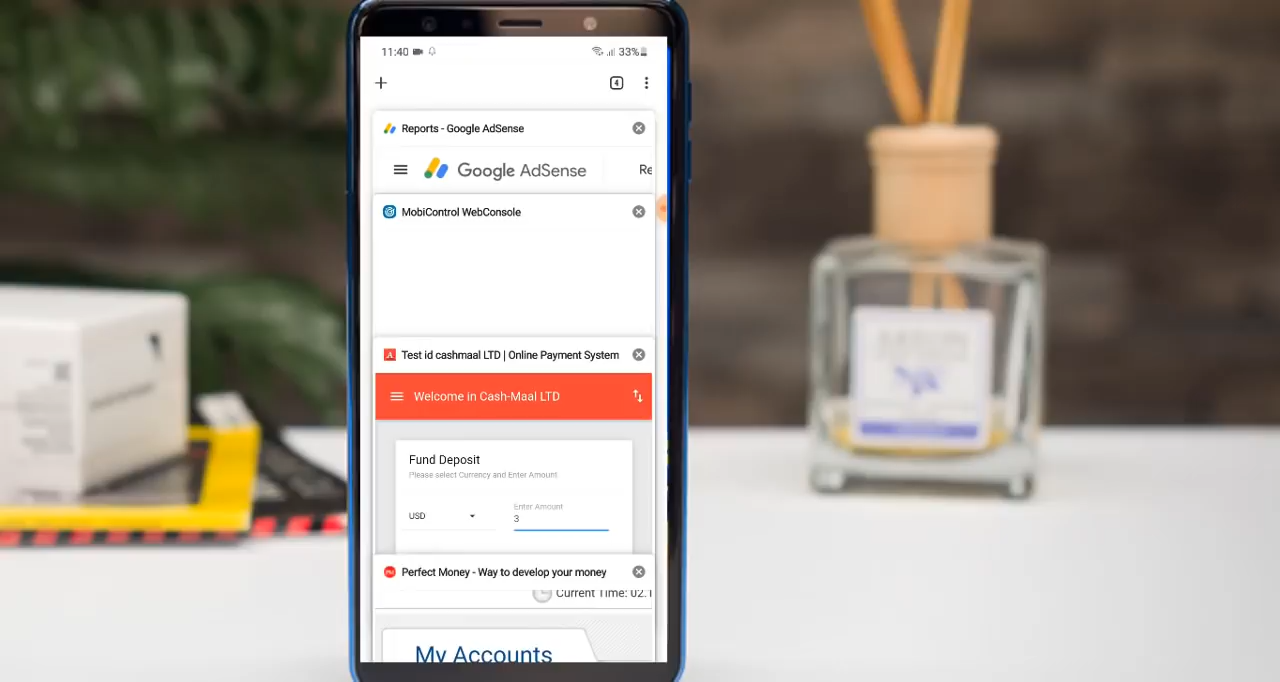 11:40
33%
4
Reports - Google AdSense
Google AdSense
Re
MobiControl WebConsole
Test id cashmaal LTD | Online Payment System
Welcome in Cash-Maal LTD
Fund Deposit
Please select Currency and Enter Amount
Enter Amount
USD
3
PM
Perfect Money - Way to develop your money
Current Time: 02.1
My Accounts